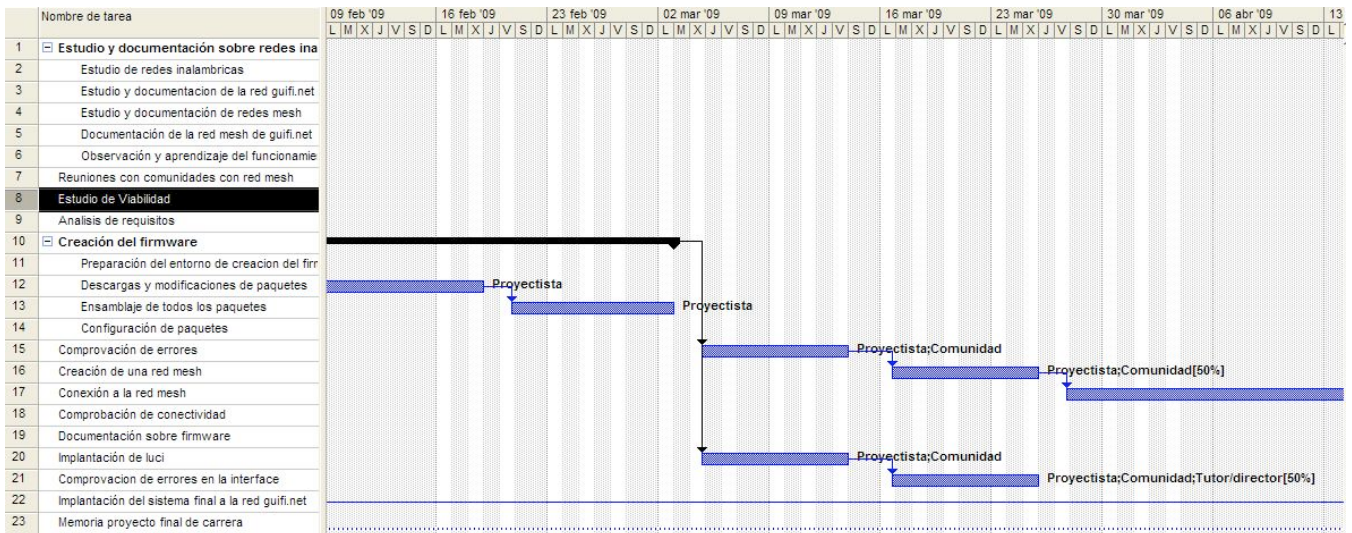 Nombre de tarea
09 feb '09 16 feb '09 23 feb '09 02 mar '09 09 mar '09 16 mar '09 23 mar '09 30 mar '09 06 abr '09 13
L M X J V S D L M X J V S D L M X J V S D L M X J V S D L M X J V S D L M X J V S D L M X J V S D L M X J V S D L M X J V S D L
1 Estudio y documentación sobre redes ina
2 Estudio de redes inalambricas
3 Estudio y documentacion de la red guifi.net
4 Estudio y documentación de redes mesh
5 Documentación de la red mesh de guifi.net
6 Observación y aprendizaje del funcionamie
7 Reuniones con comunidades con red mesh
8 Estudio de Viabilidad
9 Analisis de requisitos
10 Creación del firmware
11 Preparación del entorno de creacion del firr
12 Descargas y modificaciones de paquetes Proyectista
13 Ensamblaje de todos los paquetes Proyectista
14 Configuración de paquetes
15 Comprovación de errores Proyectista;Comunidad
16 Creación de una red mesh Proyectista;Comunidad[50%]
17 Conexión a la red mesh
18 Comprobación de conectividad
19 Documentación sobre firmware
20 Implantación de luci Proyectista;Comunidad
21 Comprovacion de errores en la interface Proyectista;Comunidad;Tutor/director[50%]
22 Implantación del sistema final a la red guifi.net
23 Memoria proyecto final de carrera